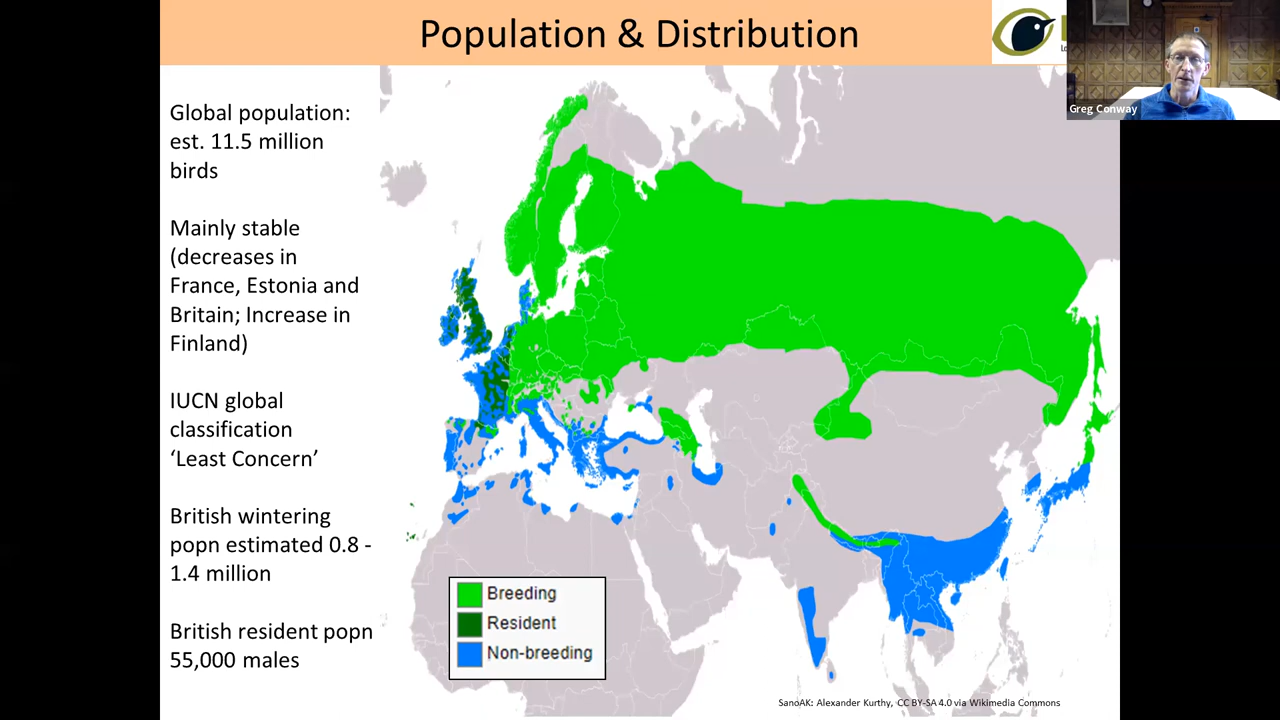 Population & Distribution
Greg Conway
Global population:
est. 11.5 million
birds
Mainly stable
(decreases in
France, Estonia and
Britain; Increase in
Finland)
IUCN global
classification
‘Least Concern’
British wintering
popn estimated 0.8 -
1.4 million
British resident popn
55,000 males
Breeding
Resident
Non-breeding
SanoAK: Alexander Kurthy, CC BY-SA 4.0 via Wikimedia Commons